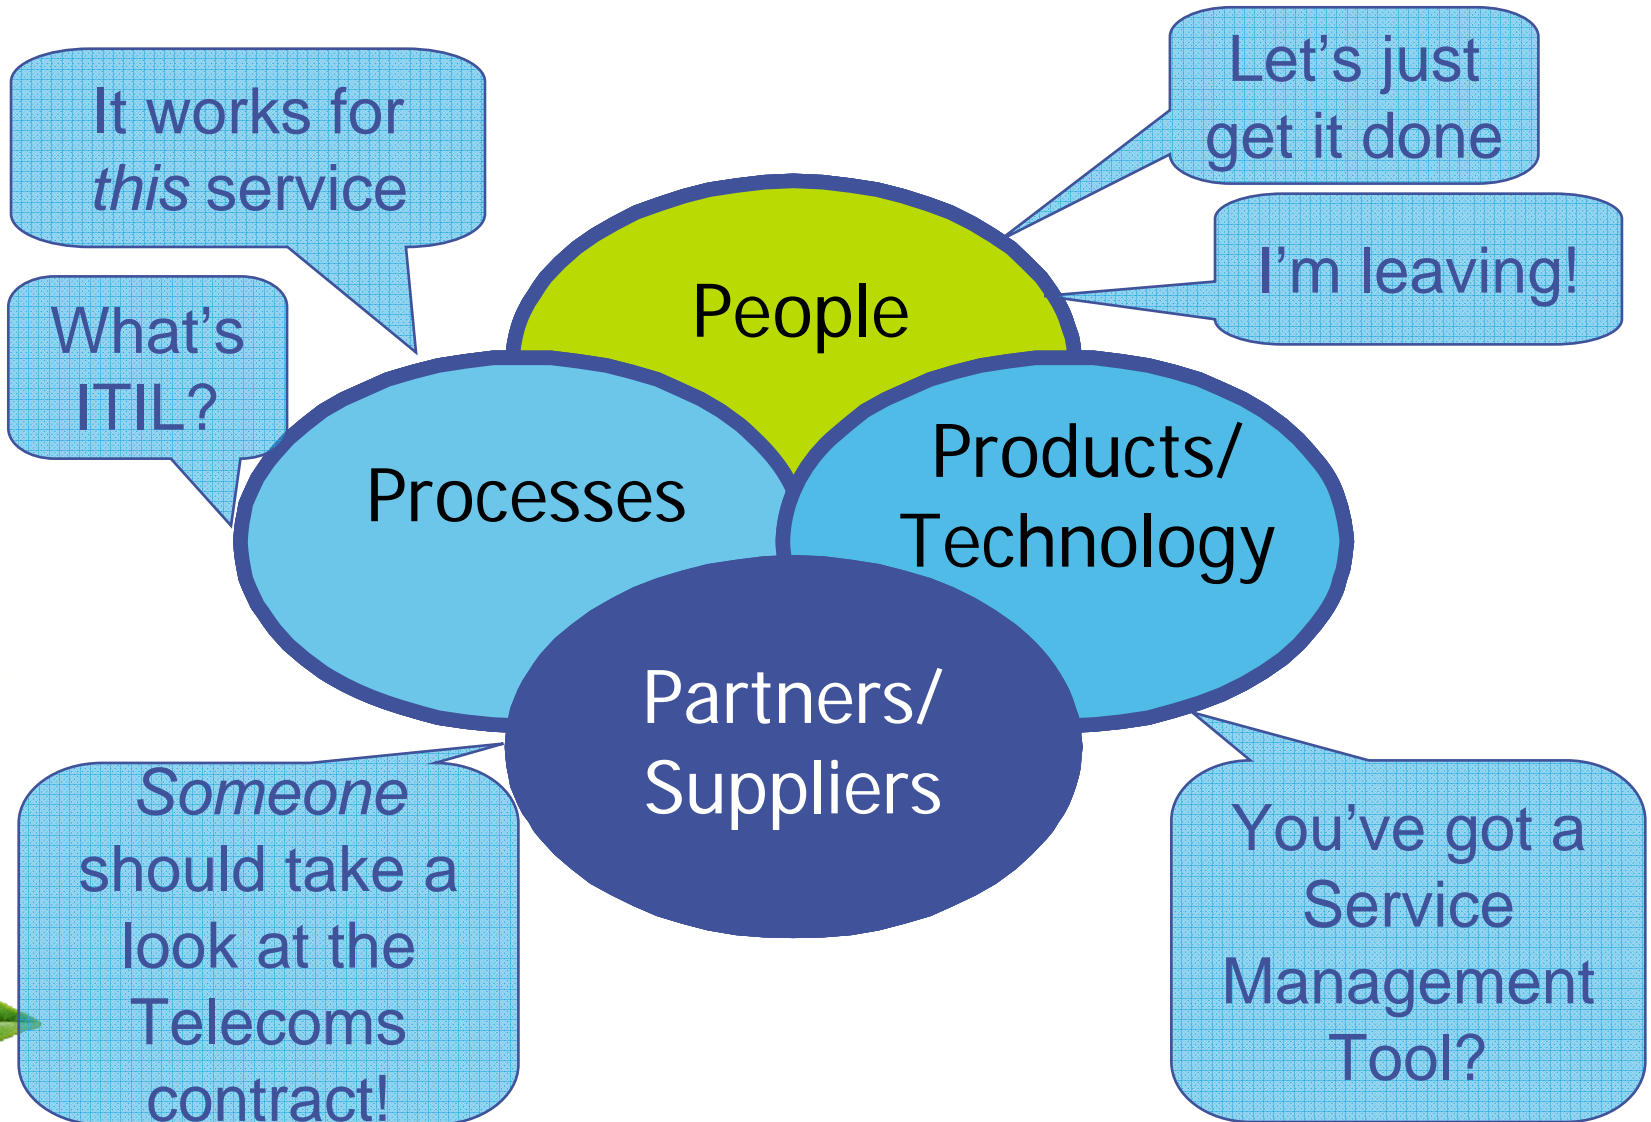 It works for
this service
Let's just
get it done
I'm leaving!
What's
ITIL?
People
Processes
Products/
Technology
Partners/
Suppliers
Someone
should take a
look at the
Telecoms
contract!
You've got a
Service
Management
Tool?